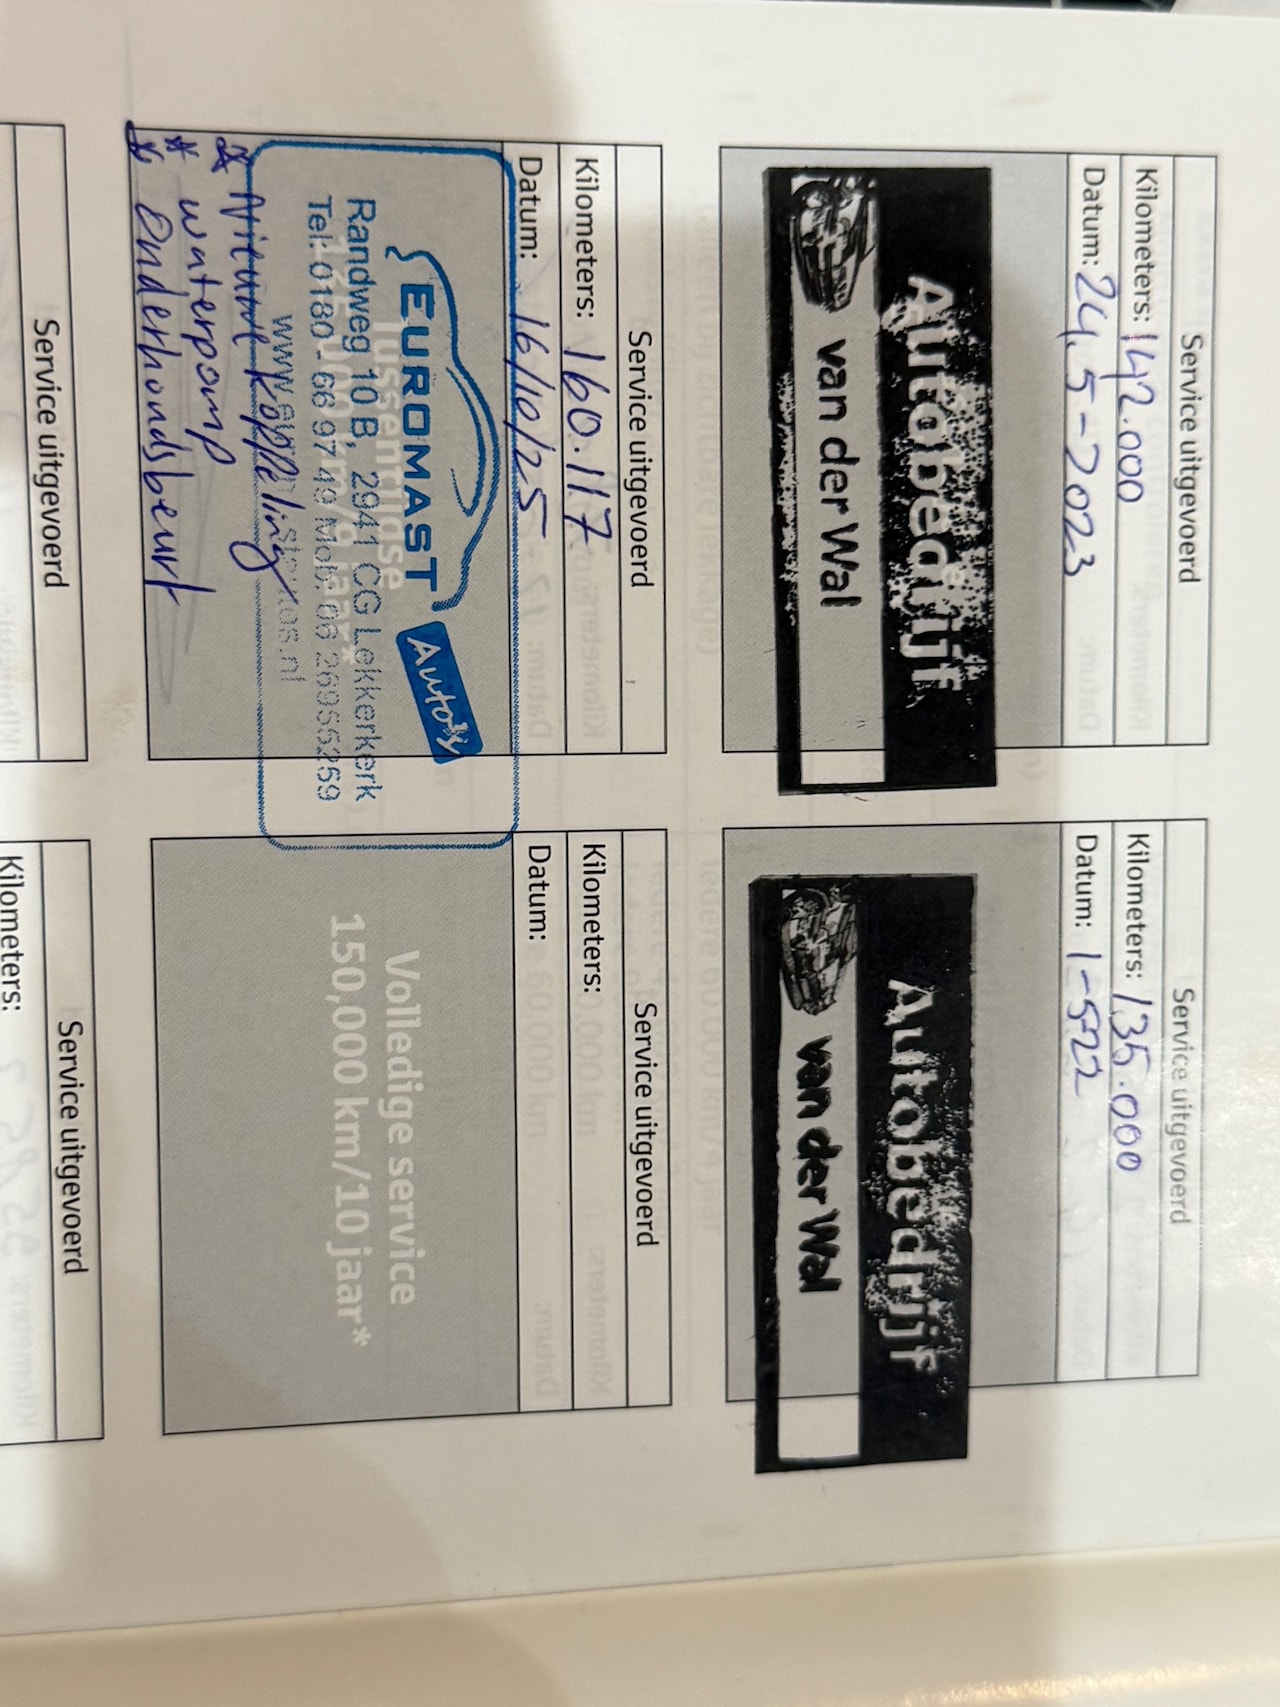 Service uitgevoerd
Kilometers: 142.000
Datum: 24,5-2023
Autobedrijf
van der Wal
Service uitgevoerd
Kilometers: 135.000
Datum: 1-5-22
Autobedrijf
van der Wal
Service uitgevoerd
Kilometers: 160.117
Datum: 16/10/25
EUROMAST
Auto's
Randweg 10 B, 2941 CG Lekkerkerk
Tel: 0180 - 66 97 49 Mob: 06 26955259
* Nieuwe koppeling
* waterpomp
* Onderhoudsbeurt
Service uitgevoerd
Kilometers:
Datum:
Volledige service
150,000 km/10 jaar*
Service uitgevoerd
Service uitgevoerd
Kilometers: